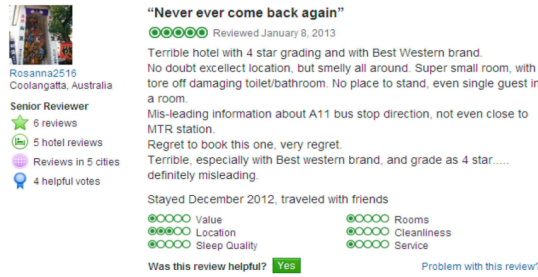 “Never ever come back again”
Reviewed January 8, 2013
Terrible hotel with 4 star grading and with Best Western brand.
No doubt excellect location, but smelly all around. Super small room, with
tore off damaging toilet/bathroom. No place to stand, even single guest in
a room.
Mis-leading information about A11 bus stop direction, not even close to
MTR station.
Regret to book this one, very regret.
Terrible, especially with Best western brand, and grade as 4 star.....
definitely misleading.
Stayed December 2012, traveled with friends
Value
Location
Sleep Quality
Rooms
Cleanliness
Service
Was this review helpful? Yes
Problem with this review?
Rosanna2516
Coolangatta, Australia
Senior Reviewer
6 reviews
5 hotel reviews
Reviews in 5 cities
4 helpful votes